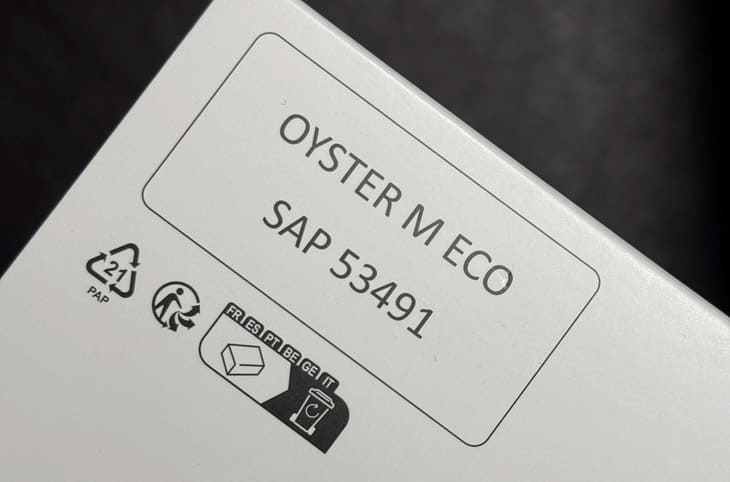 OYSTER M ECO
SAP 53491
21
PAP
FR ES PT BE GE IT